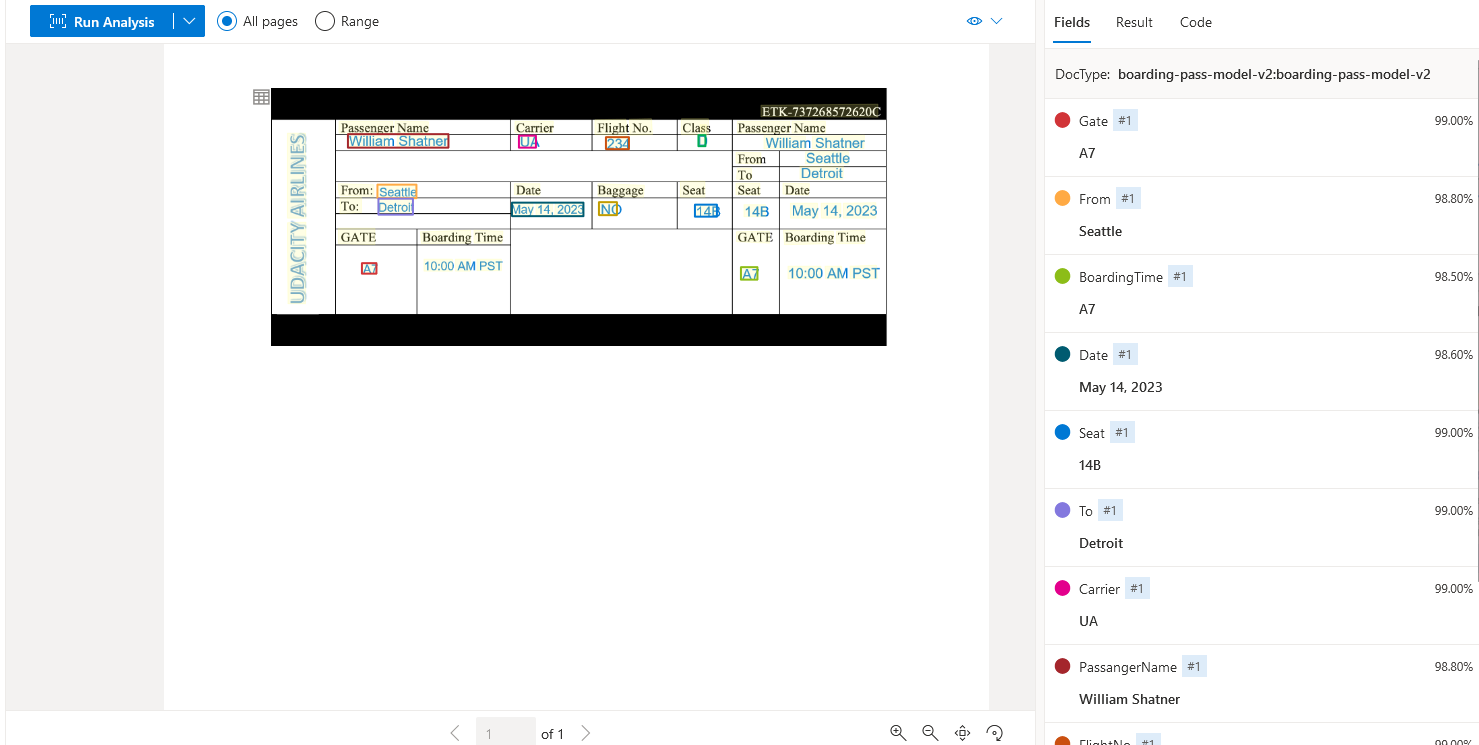 Run Analysis
All pages
Range
ETK-737268572620C
UDACITY AIRLINES
Passenger Name Carrier Flight No. Class Passenger Name
William Shatner UA 234 D William Shatner
From Seattle
To Detroit
From: Seattle Date Baggage Seat Seat Date
To: Detroit May 14, 2023 NO 14B 14B May 14, 2023
GATE Boarding Time GATE Boarding Time
A7 10:00 AM PST A7 10:00 AM PST
1 of 1
Fields Result Code
DocType: boarding-pass-model-v2:boarding-pass-model-v2
Gate #1 99.00%
A7
From #1 98.80%
Seattle
BoardingTime #1 98.50%
A7
Date #1 98.60%
May 14, 2023
Seat #1 99.00%
14B
To #1 99.00%
Detroit
Carrier #1 99.00%
UA
PassangerName #1 98.80%
William Shatner
FlightNo #1 99.00%